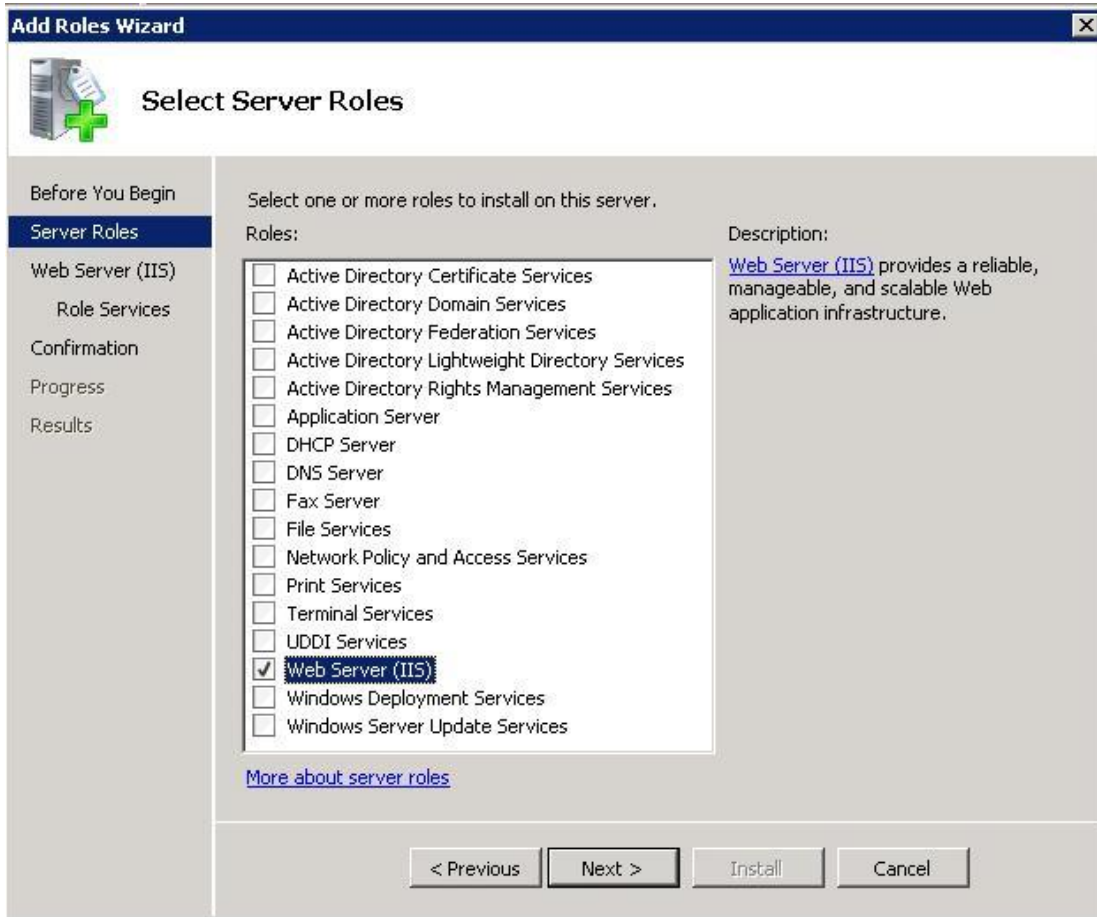 Add Roles Wizard
Select Server Roles
Before You Begin
Server Roles
Web Server (IIS)
Role Services
Confirmation
Progress
Results
Select one or more roles to install on this server.
Roles:
Active Directory Certificate Services
Active Directory Domain Services
Active Directory Federation Services
Active Directory Lightweight Directory Services
Active Directory Rights Management Services
Application Server
DHCP Server
DNS Server
Fax Server
File Services
Network Policy and Access Services
Print Services
Terminal Services
UDDI Services
Web Server (IIS)
Windows Deployment Services
Windows Server Update Services
More about server roles
Description:
Web Server (IIS) provides a reliable,
manageable, and scalable Web
application infrastructure.
< Previous
Next >
Install
Cancel